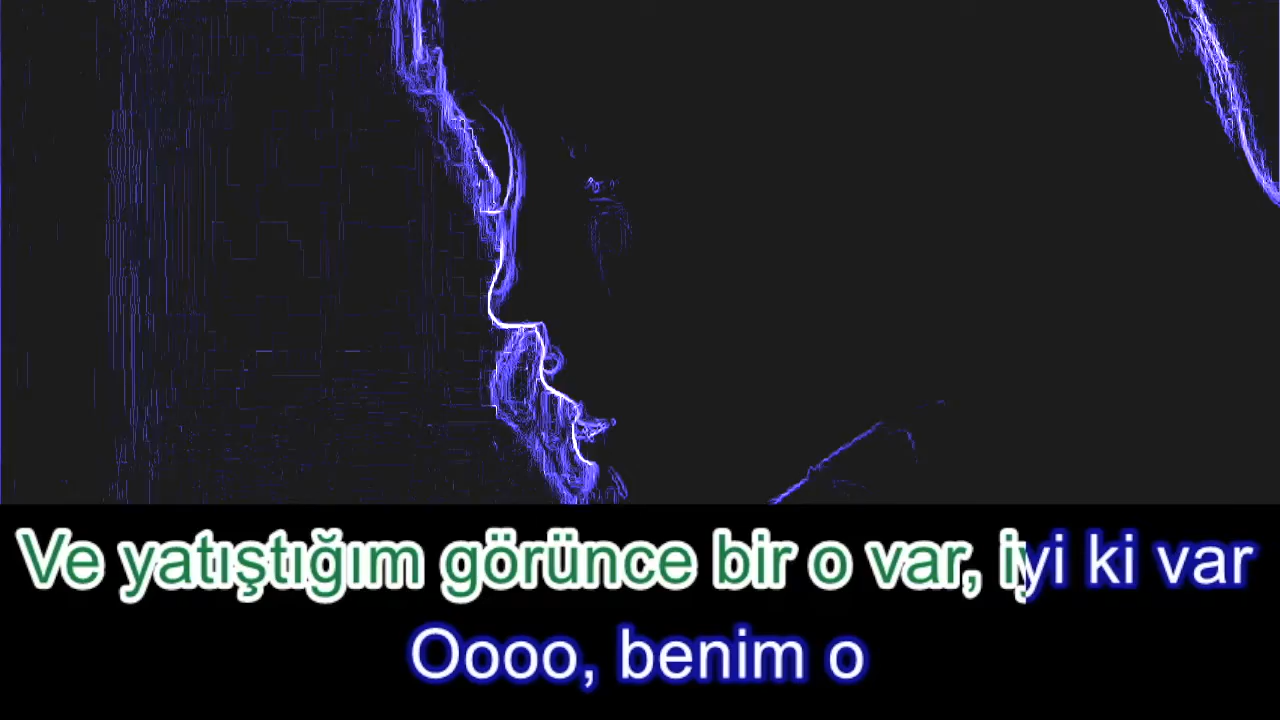 Ve yatıştığım görünce bir o var, iyi ki var
Oooo, benim o